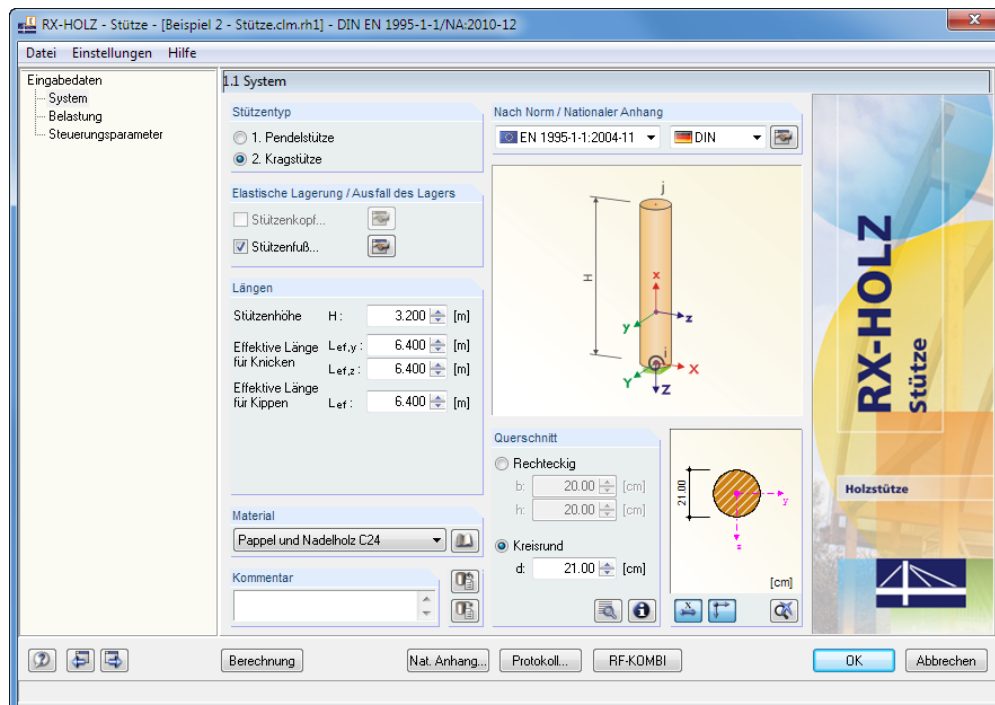 RX-HOLZ - Stütze - [Beispiel 2 - Stütze.clm.rh1] - DIN EN 1995-1-1/NA:2010-12
Datei Einstellungen Hilfe
Eingabedaten
System
Belastung
Steuerungsparameter
1.1 System
Stützentyp
1. Pendelstütze
2. Kragstütze
Elastische Lagerung / Ausfall des Lagers
Stützenkopf...
Stützenfuß...
Längen
Stützenhöhe H : 3.200 [m]
Effektive Länge für Knicken Lef,y : 6.400 [m]
Lef,z : 6.400 [m]
Effektive Länge für Kippen Lef : 6.400 [m]
Material
Pappel und Nadelholz C24
Kommentar
Nach Norm / Nationaler Anhang
EN 1995-1-1:2004-11 DIN
j
H
x
y
z
i
Y
X
Z
Querschnitt
Rechteckig
b: 20.00 [cm]
h: 20.00 [cm]
Kreisrund
d: 21.00 [cm]
21.00
y
z
[cm]
X
RX-HOLZ
Stütze
Holzstütze
Berechnung
Nat. Anhang...
Protokoll...
RF-KOMBI
OK
Abbrechen